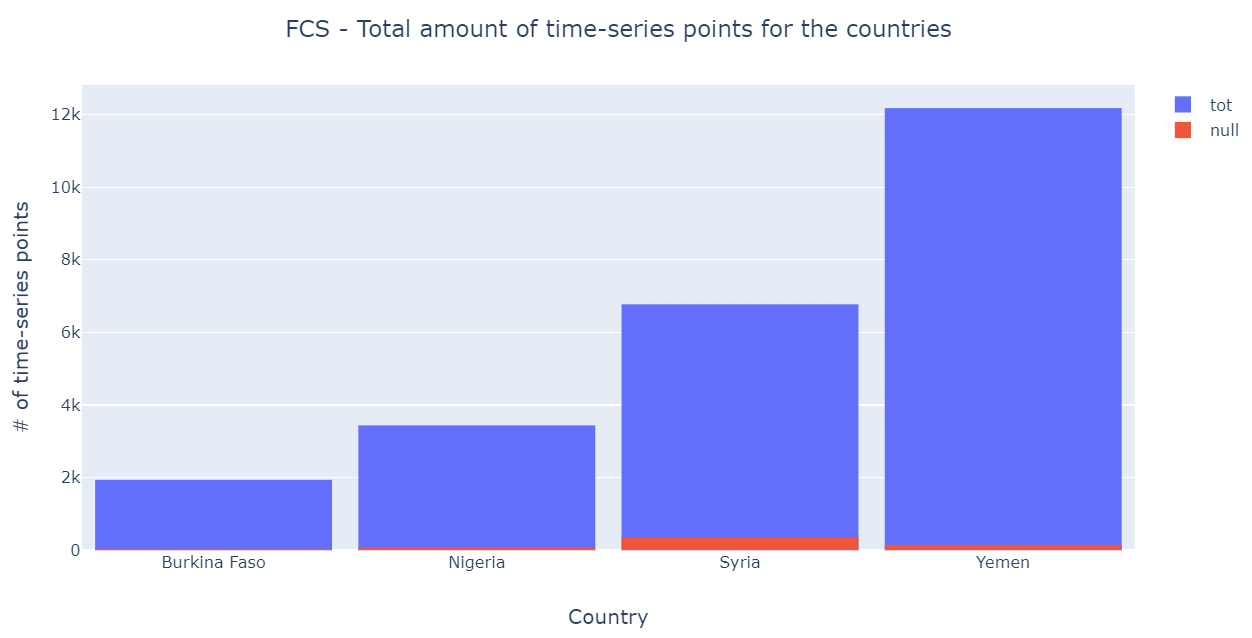 FCS - Total amount of time-series points for the countries
tot
null
# of time-series points
12k
10k
8k
6k
4k
2k
0
Burkina Faso
Nigeria
Syria
Yemen
Country